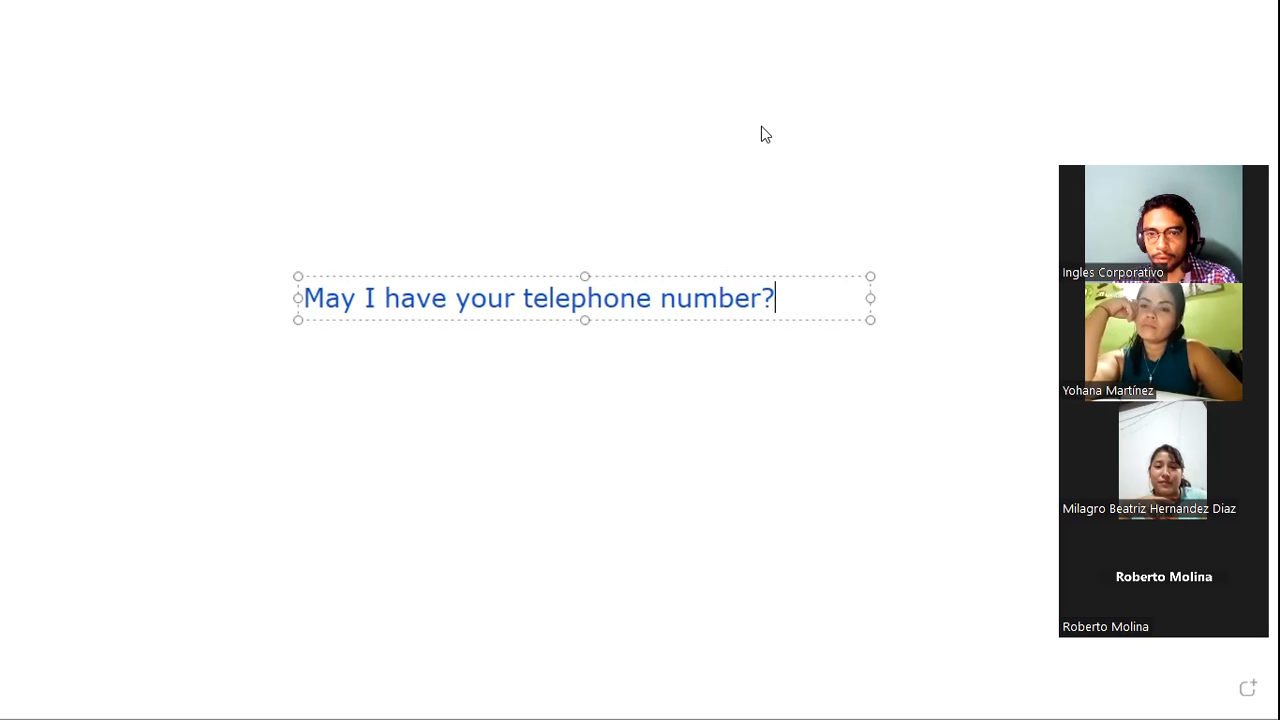 May I have your telephone number?
Ingles Corporativo
Yohana Martínez
Milagro Beatriz Hernandez Diaz
Roberto Molina
Roberto Molina